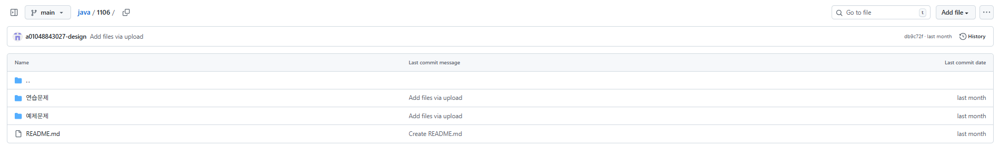 main java / 1106 / Go to file t Add file ...
a01048843027-design Add files via upload db9c72f · last month History
Name Last commit message Last commit date
..
연습문제 Add files via upload last month
예제문제 Add files via upload last month
README.md Create README.md last month